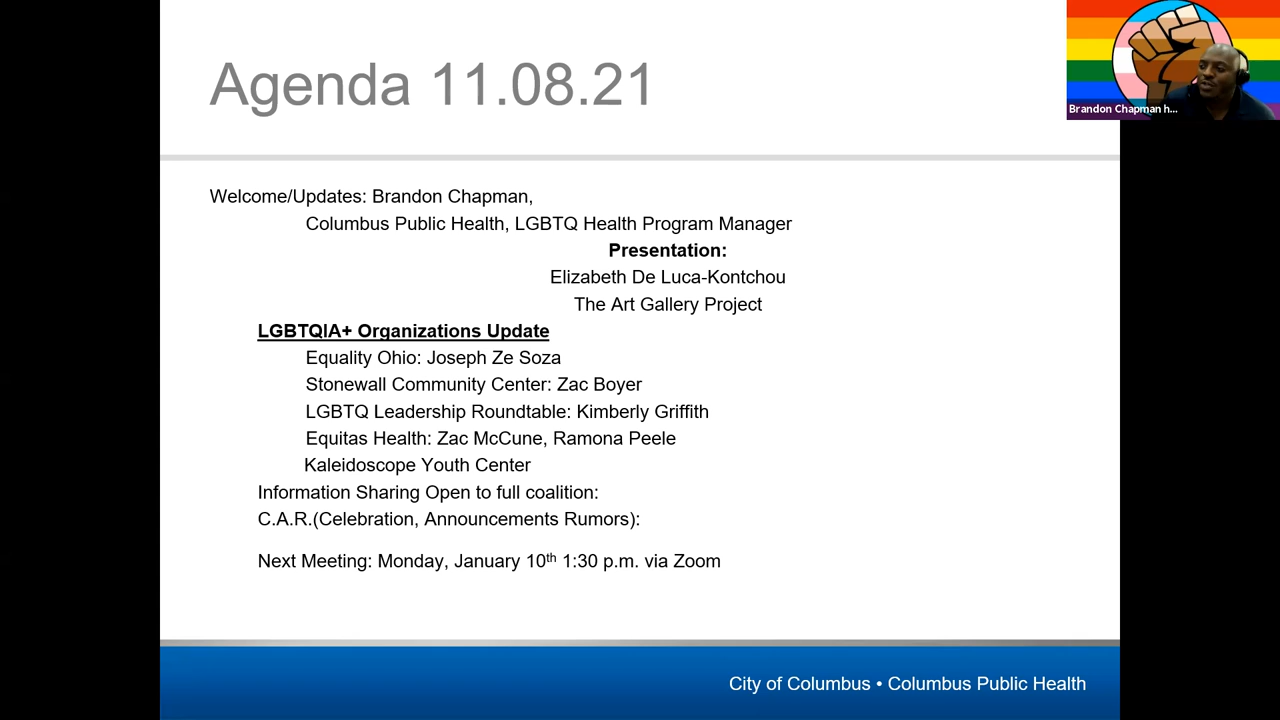 Agenda 11.08.21
Brandon Chapman h...
Welcome/Updates: Brandon Chapman,
Columbus Public Health, LGBTQ Health Program Manager
Presentation:
Elizabeth De Luca-Kontchou
The Art Gallery Project
LGBTQIA+ Organizations Update
Equality Ohio: Joseph Ze Soza
Stonewall Community Center: Zac Boyer
LGBTQ Leadership Roundtable: Kimberly Griffith
Equitas Health: Zac McCune, Ramona Peele
Kaleidoscope Youth Center
Information Sharing Open to full coalition:
C.A.R.(Celebration, Announcements Rumors):
Next Meeting: Monday, January 10th 1:30 p.m. via Zoom
City of Columbus • Columbus Public Health